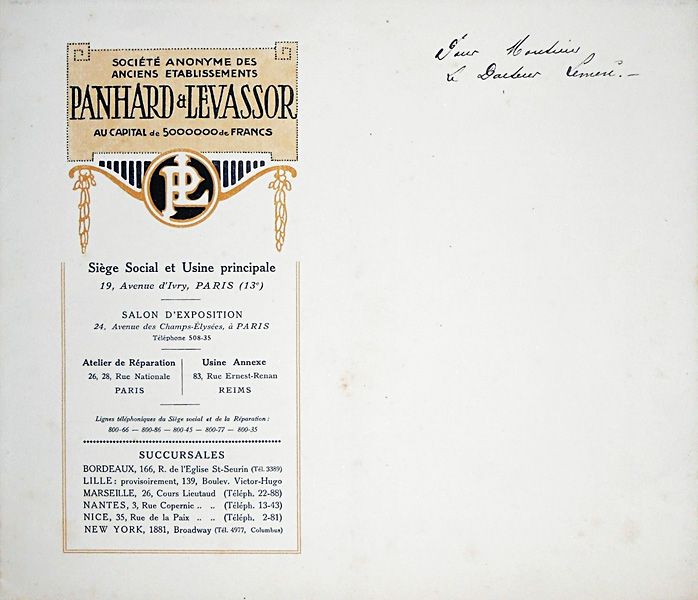 Pour Monsieur
Le Docteur
SOCIÉTÉ ANONYME DES
ANCIENS ETABLISSEMENTS
PANHARD & LEVASSOR
AU CAPITAL de 5000000 de FRANCS
PL
Siège Social et Usine principale
19, Avenue d'Ivry, PARIS (13e)
SALON D'EXPOSITION
24, Avenue des Champs-Élysées, à PARIS
Téléphone 508-35
Atelier de Réparation
26, 28, Rue Nationale
PARIS
Usine Annexe
83, Rue Ernest-Renan
REIMS
Lignes téléphoniques du Siège social et de la Réparation :
800-66 — 800-86 — 800-45 — 800-77 — 800-35
SUCCURSALES
BORDEAUX, 166, R. de l'Eglise St-Seurin (Tél. 3389)
LILLE : provisoirement, 139, Boulev. Victor-Hugo
MARSEILLE, 26, Cours Lieutaud (Téléph. 22-88)
NANTES, 3, Rue Copernic .. .. (Téléph. 13-43)
NICE, 35, Rue de la Paix .. .. (Téléph. 2-81)
NEW YORK, 1881, Broadway (Tél. 4977, Columbus)